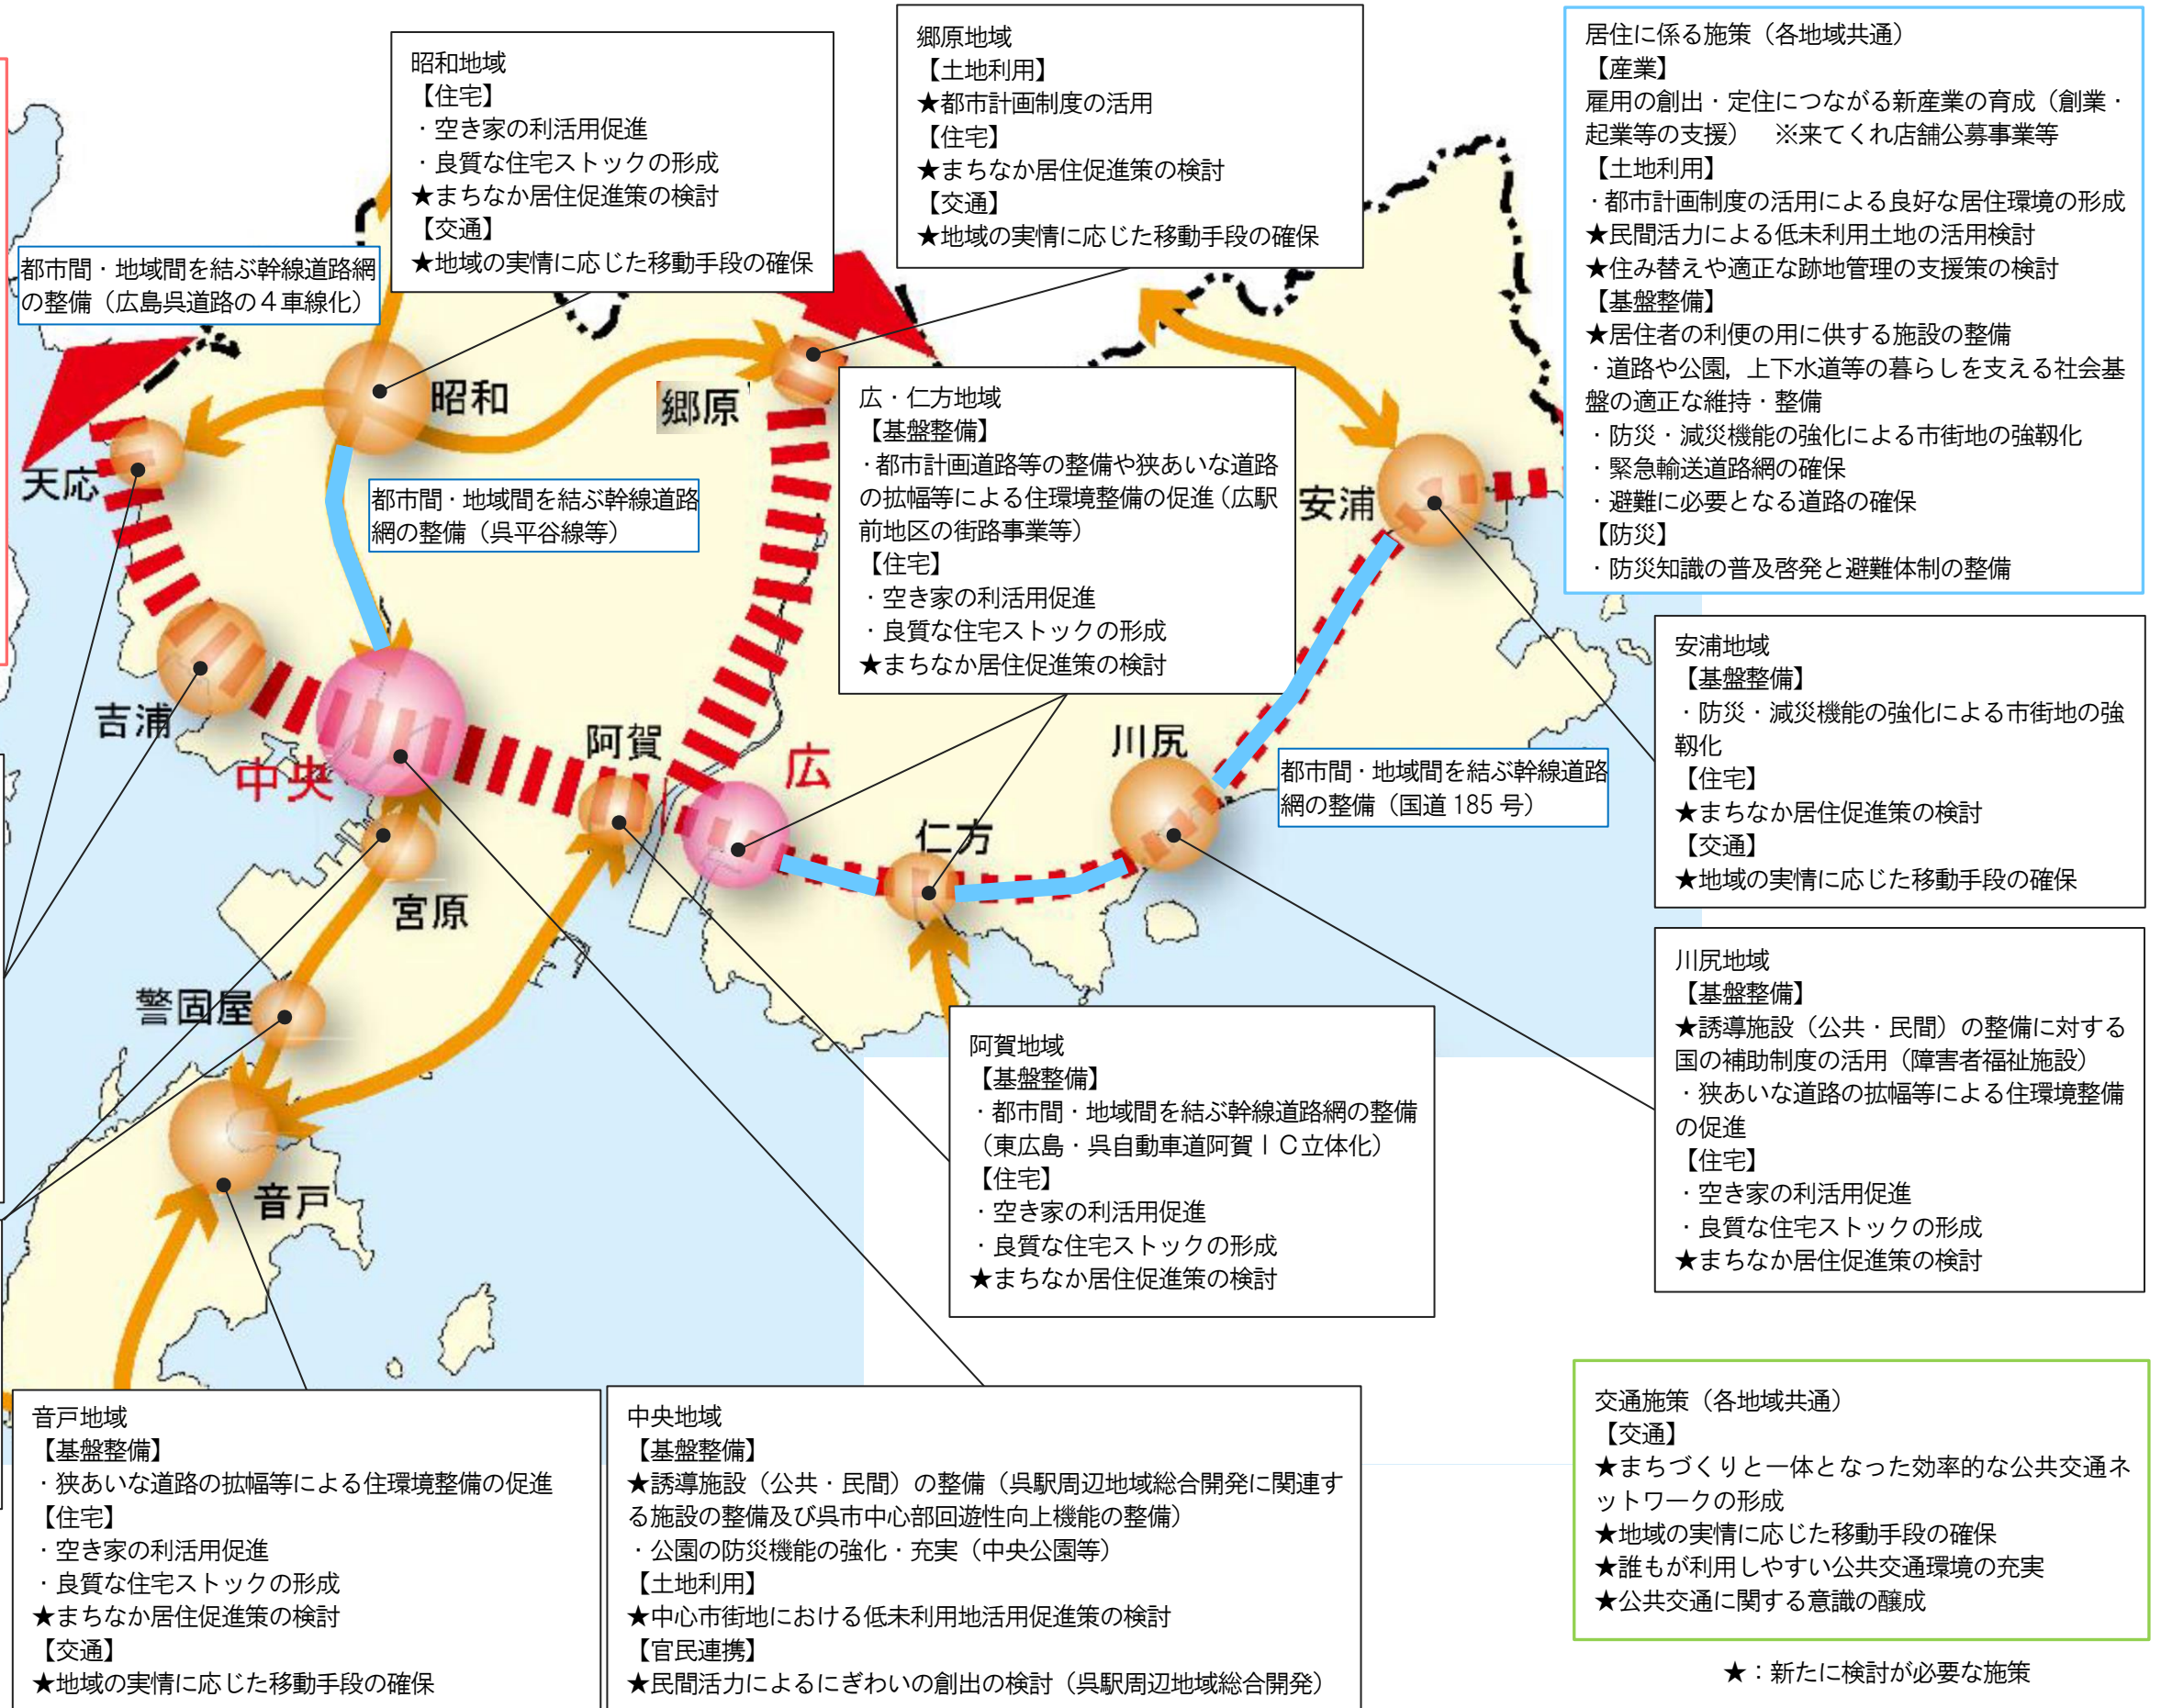 昭和地域
【住宅】
・空き家の利活用促進
・良質な住宅ストックの形成
★まちなか居住促進策の検討
【交通】
★地域の実情に応じた移動手段の確保
郷原地域
【土地利用】
★都市計画制度の活用
【住宅】
★まちなか居住促進策の検討
【交通】
★地域の実情に応じた移動手段の確保
居住に係る施策（各地域共通）
【産業】
雇用の創出・定住につながる新産業の育成（創業・
起業等の支援）　※来てくれ店舗公募事業等
【土地利用】
・都市計画制度の活用による良好な居住環境の形成
★民間活力による低未利用土地の活用検討
★住み替えや適正な跡地管理の支援策の検討
【基盤整備】
★居住者の利便の用に供する施設の整備
・道路や公園，上下水道等の暮らしを支える社会基
盤の適正な維持・整備
・防災・減災機能の強化による市街地の強靱化
・緊急輸送道路網の確保
・避難に必要となる道路の確保
【防災】
・防災知識の普及啓発と避難体制の整備
都市間・地域間を結ぶ幹線道路網
の整備（広島呉道路の４車線化）
昭和
郷原
天応
都市間・地域間を結ぶ幹線道路
網の整備（呉平谷線等）
広・仁方地域
【基盤整備】
・都市計画道路等の整備や狭あいな道路
の拡幅等による住環境整備の促進（広駅
前地区の街路事業等）
【住宅】
・空き家の利活用促進
・良質な住宅ストックの形成
★まちなか居住促進策の検討
安浦
安浦地域
【基盤整備】
・防災・減災機能の強化による市街地の強
靱化
【住宅】
★まちなか居住促進策の検討
【交通】
★地域の実情に応じた移動手段の確保
吉浦
中央
阿賀
広
川尻
仁方
都市間・地域間を結ぶ幹線道路
網の整備（国道 185 号）
宮原
警固屋
音戸
川尻地域
【基盤整備】
★誘導施設（公共・民間）の整備に対する
国の補助制度の活用（障害者福祉施設）
・狭あいな道路の拡幅等による住環境整備
の促進
【住宅】
・空き家の利活用促進
・良質な住宅ストックの形成
★まちなか居住促進策の検討
阿賀地域
【基盤整備】
・都市間・地域間を結ぶ幹線道路網の整備
（東広島・呉自動車道阿賀ＩＣ立体化）
【住宅】
・空き家の利活用促進
・良質な住宅ストックの形成
★まちなか居住促進策の検討
音戸地域
【基盤整備】
・狭あいな道路の拡幅等による住環境整備の促進
【住宅】
・空き家の利活用促進
・良質な住宅ストックの形成
★まちなか居住促進策の検討
【交通】
★地域の実情に応じた移動手段の確保
中央地域
【基盤整備】
★誘導施設（公共・民間）の整備（呉駅周辺地域総合開発に関連す
る施設の整備及び呉市中心部回遊性向上機能の整備）
・公園の防災機能の強化・充実（中央公園等）
【土地利用】
★中心市街地における低未利用地活用促進策の検討
【官民連携】
★民間活力によるにぎわいの創出の検討（呉駅周辺地域総合開発）
交通施策（各地域共通）
【交通】
★まちづくりと一体となった効率的な公共交通ネ
ットワークの形成
★地域の実情に応じた移動手段の確保
★誰もが利用しやすい公共交通環境の充実
★公共交通に関する意識の醸成
★：新たに検討が必要な施策